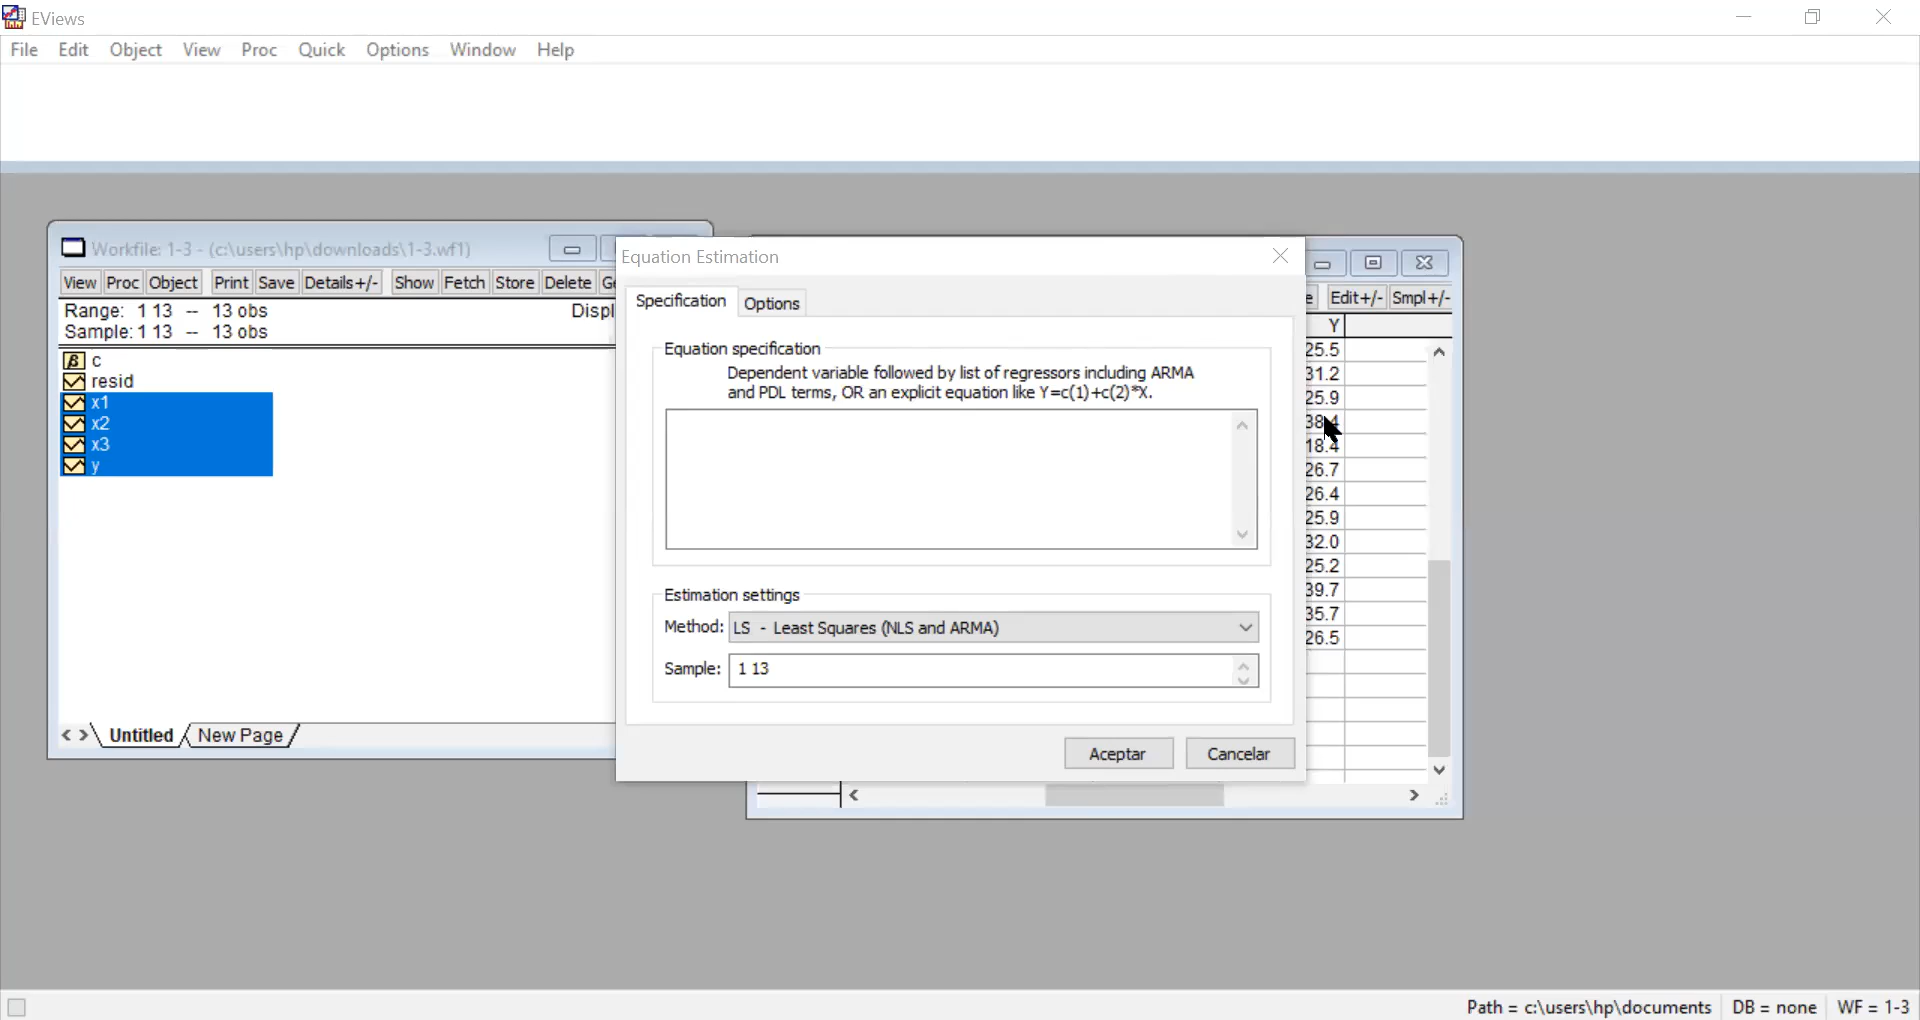 EViews
File Edit Object View Proc Quick Options Window Help
Workfile: 1-3 - (c:\users\hp\downloads\1-3.wf1)
View Proc Object Print Save Details+/- Show Fetch Store Delete
Range: 1 13 -- 13 obs
Sample: 1 13 -- 13 obs
c
resid
x1
x2
x3
y
Untitled New Page
Equation Estimation
Specification Options
Equation specification
Dependent variable followed by list of regressors including ARMA
and PDL terms, OR an explicit equation like Y=c(1)+c(2)*X.
Estimation settings
Method: LS - Least Squares (NLS and ARMA)
Sample: 1 13
Aceptar Cancelar
Edit+/- Smpl+/-
Y
25.5
31.2
25.9
38.4
18.4
26.7
26.4
25.9
32.0
25.2
39.7
35.7
26.5
Path = c:\users\hp\documents DB = none WF = 1-3